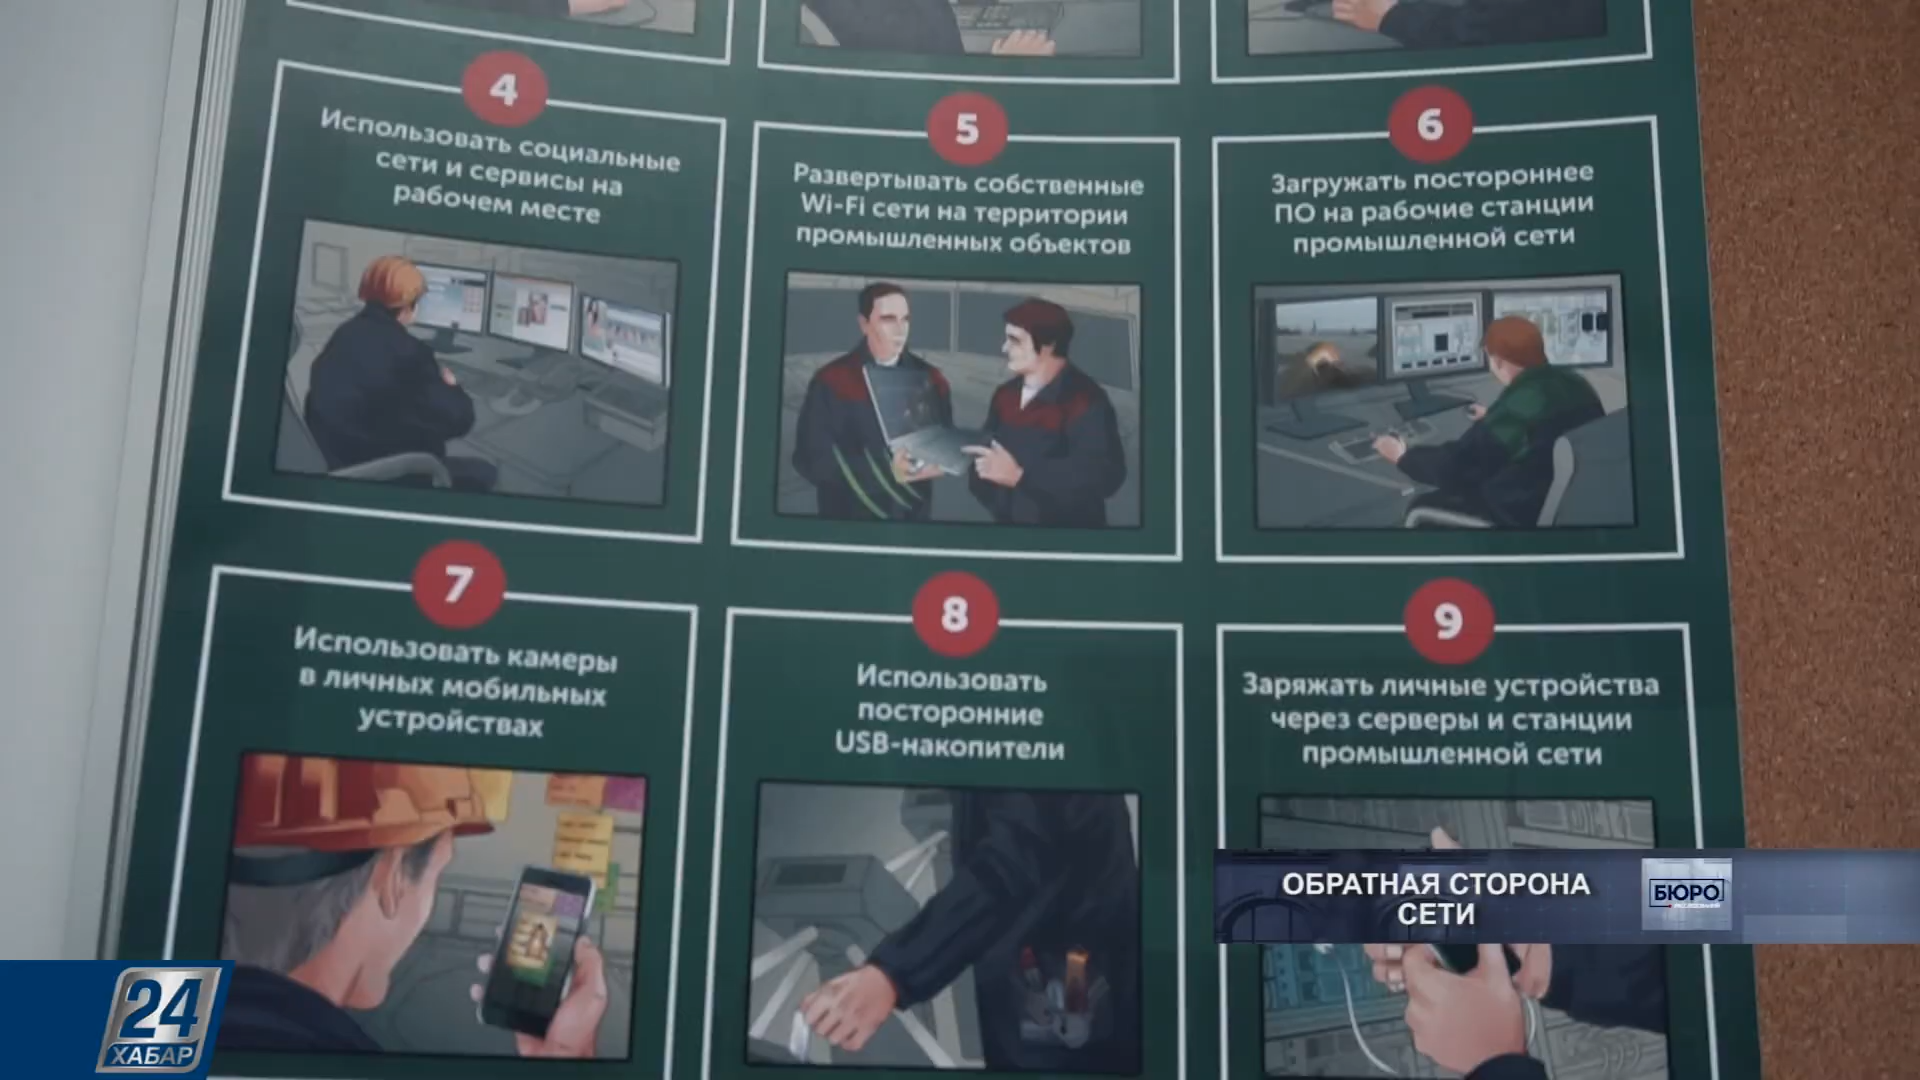 4
Использовать социальные
сети и сервисы на
рабочем месте
5
Развертывать собственные
Wi-Fi сети на территории
промышленных объектов
6
Загружать постороннее
ПО на рабочие станции
промышленной сети
7
Использовать камеры
в личных мобильных
устройствах
8
Использовать
посторонние
USB-накопители
9
Заряжать личные устройства
через серверы и станции
промышленной сети
ОБРАТНАЯ СТОРОНА
СЕТИ
БЮРО
24
ХАБАР